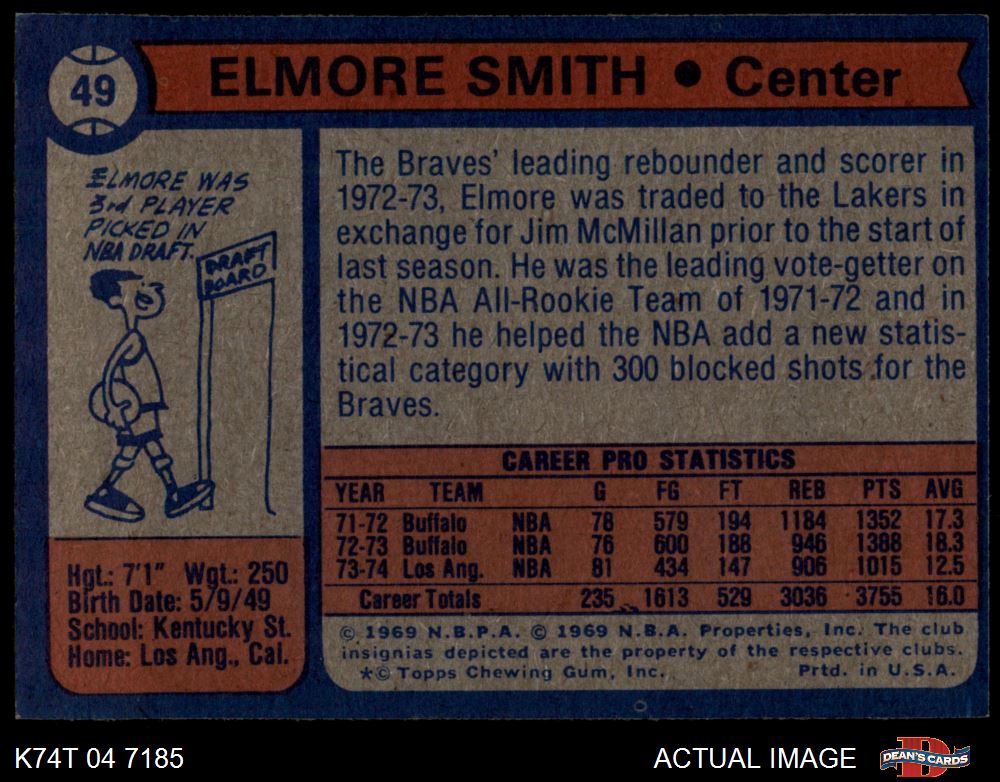 49
ELMORE SMITH • Center
ELMORE WAS
3rd PLAYER
PICKED IN
NBA DRAFT.
DRAFT
BOARD
The Braves' leading rebounder and scorer in
1972-73, Elmore was traded to the Lakers in
exchange for Jim McMillan prior to the start of
last season. He was the leading vote-getter on
the NBA All-Rookie Team of 1971-72 and in
1972-73 he helped the NBA add a new statis-
tical category with 300 blocked shots for the
Braves.
CAREER PRO STATISTICS
YEAR TEAM G FG FT REB PTS AVG
71-72 Buffalo NBA 78 579 194 1184 1352 17.3
72-73 Buffalo NBA 76 600 188 946 1388 18.3
73-74 Los Ang. NBA 81 434 147 906 1015 12.5
Career Totals 235 1613 529 3036 3755 16.0
Hgt.: 7'1" Wgt.: 250
Birth Date: 5/9/49
School: Kentucky St.
Home: Los Ang., Cal.
© 1969 N.B.P.A. © 1969 N.B.A. Properties, Inc. The club
insignias depicted are the property of the respective clubs.
*© Topps Chewing Gum, Inc. Prtd. in U.S.A.
K74T 04 7185
ACTUAL IMAGE
DEAN'S CARDS